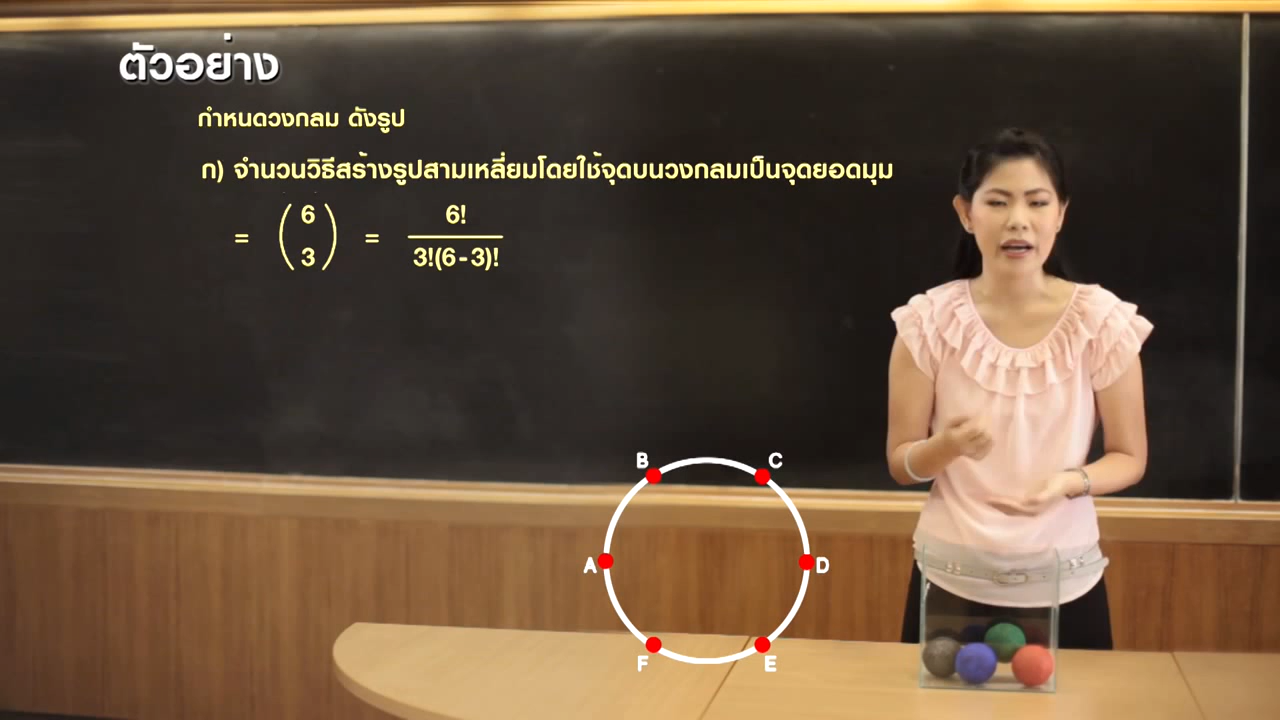 ตัวอย่าง
กำหนดวงกลม ดังรูป
ก) จำนวนวิธีสร้างรูปสามเหลี่ยมโดยใช้จุดบนวงกลมเป็นจุดยอดมุม
= (6 3) = 6! / 3!(6-3)!
B C
A D
F E